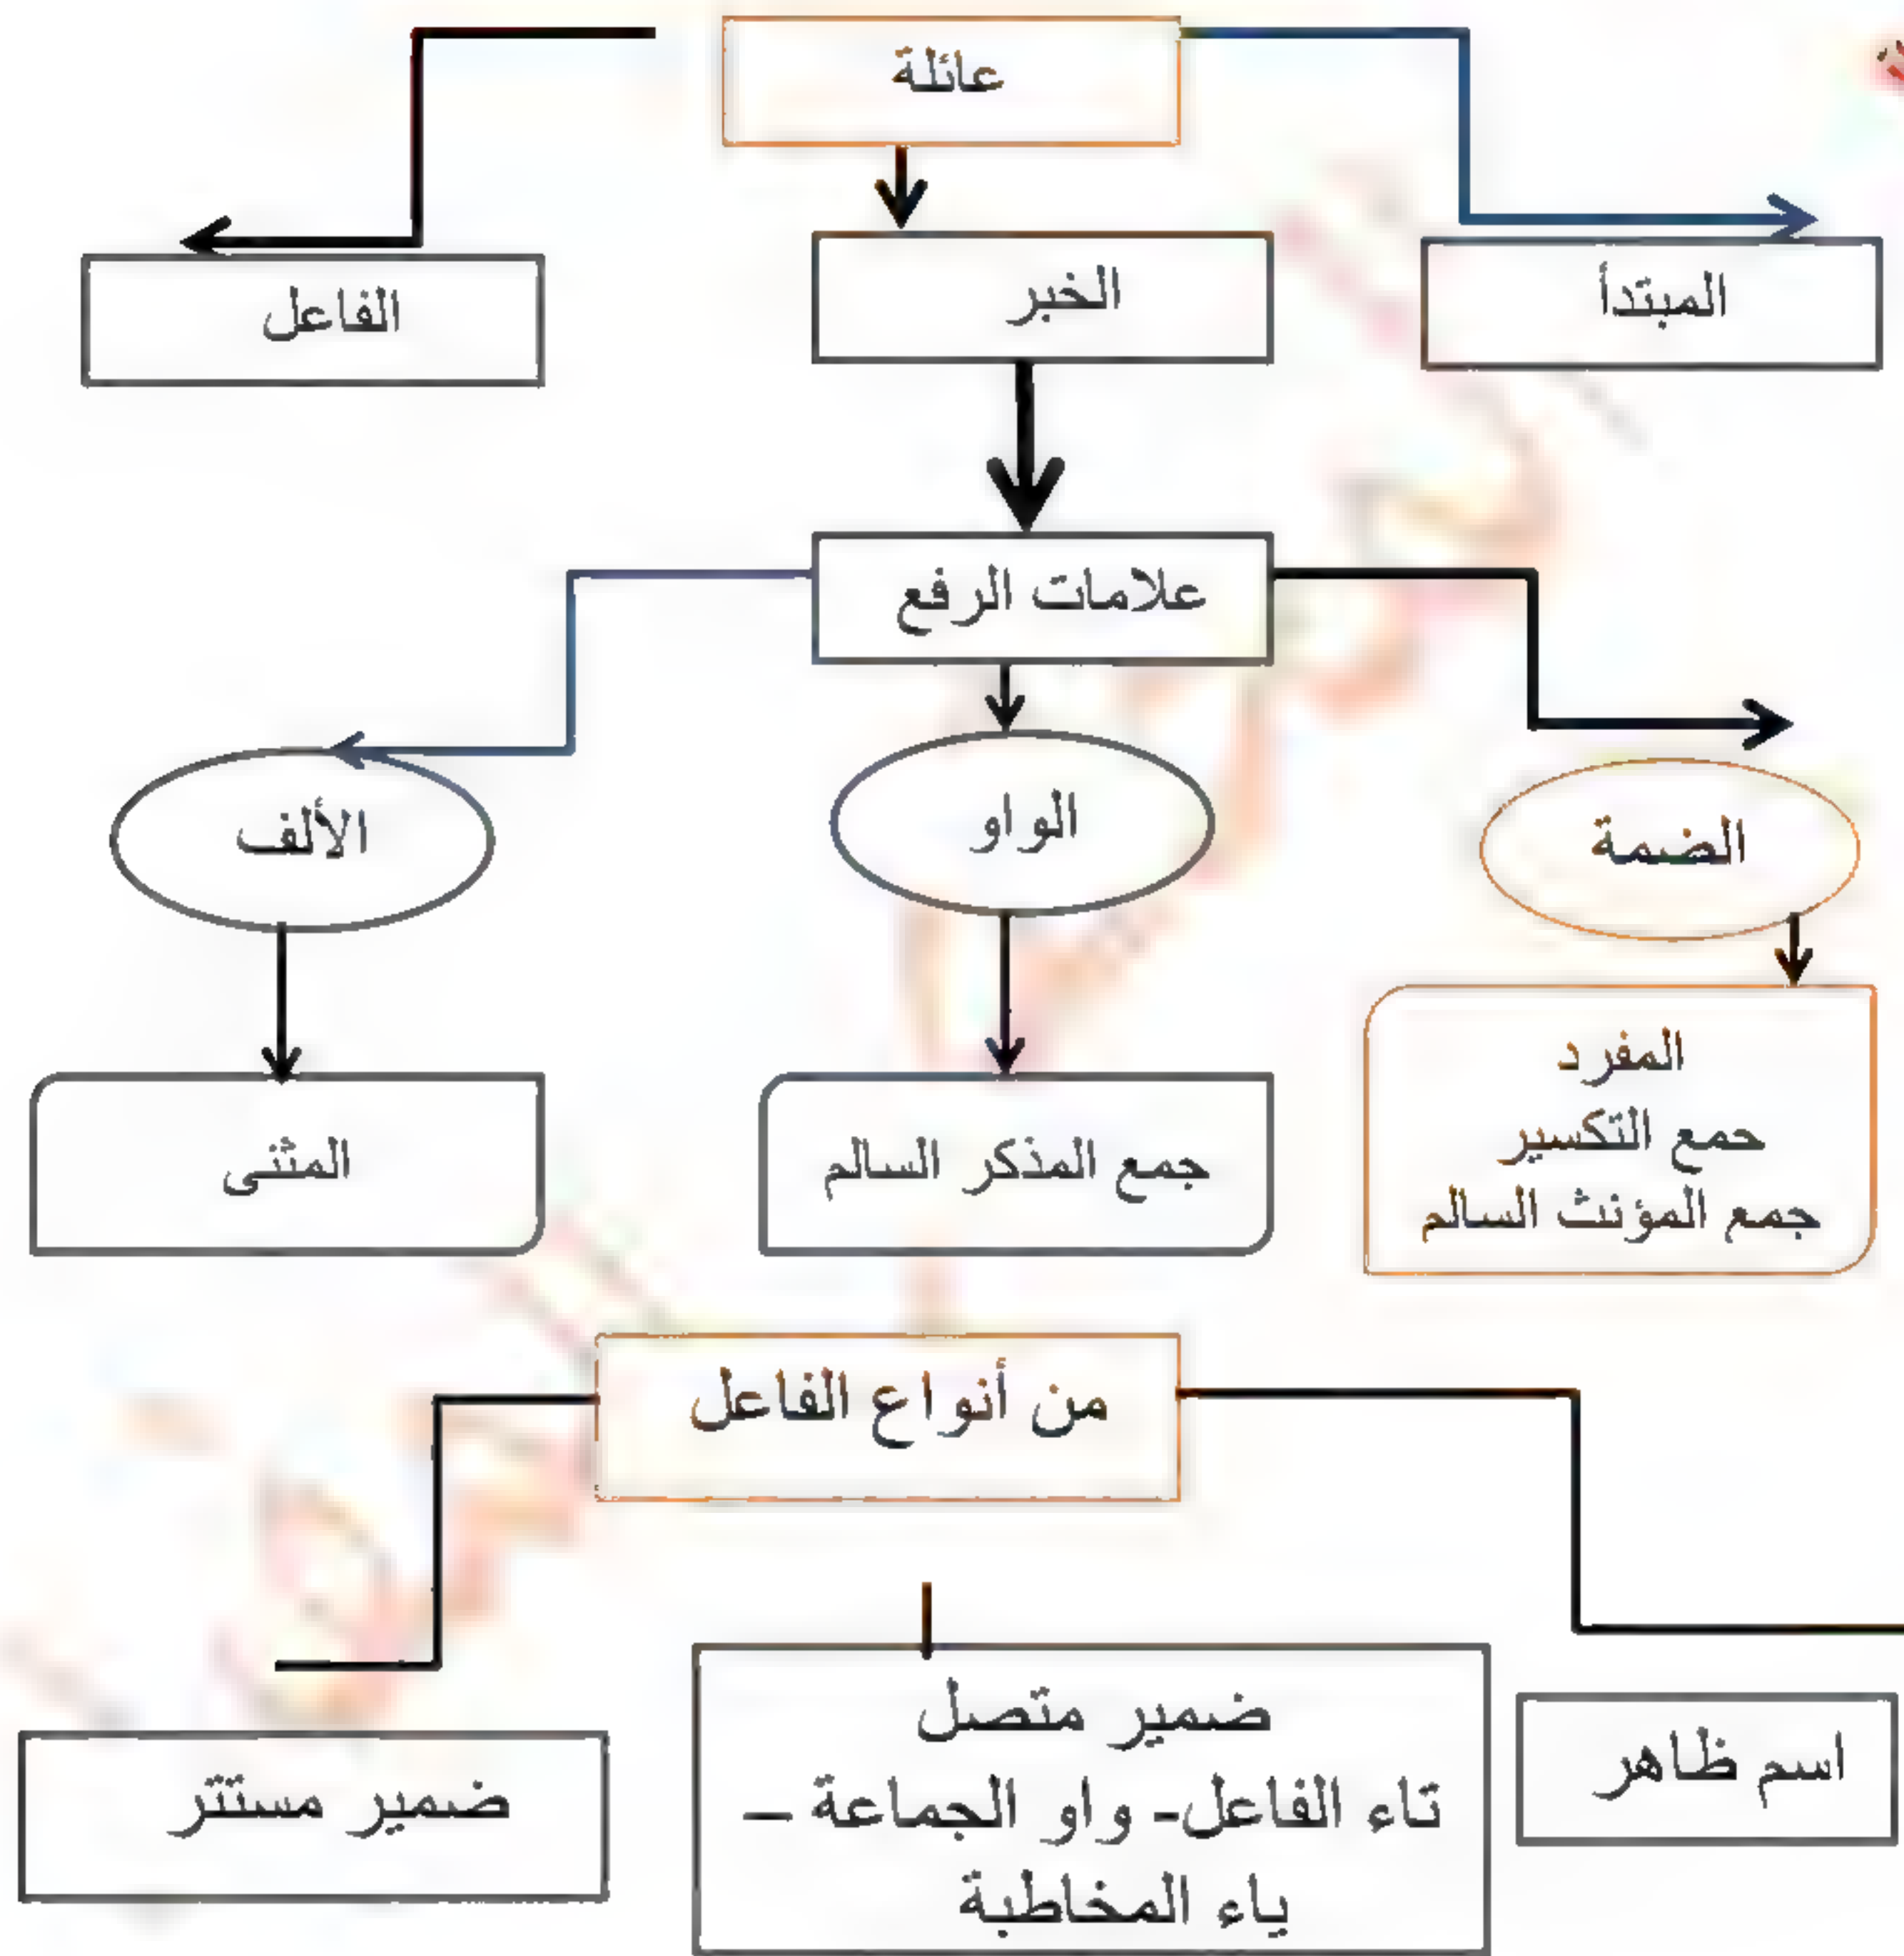 عائلة
المبتدأ
الخبر
الفاعل
علامات الرفع
الضمة
الواو
الألف
المفرد
حمع التكسير
جمع المؤنث السالم
جمع المذكر السالم
المثنى
من أنواع الفاعل
اسم ظاهر
ضمير متصل
تاء الفاعل- واو الجماعة –
ياء المخاطبة
ضمير مستتر